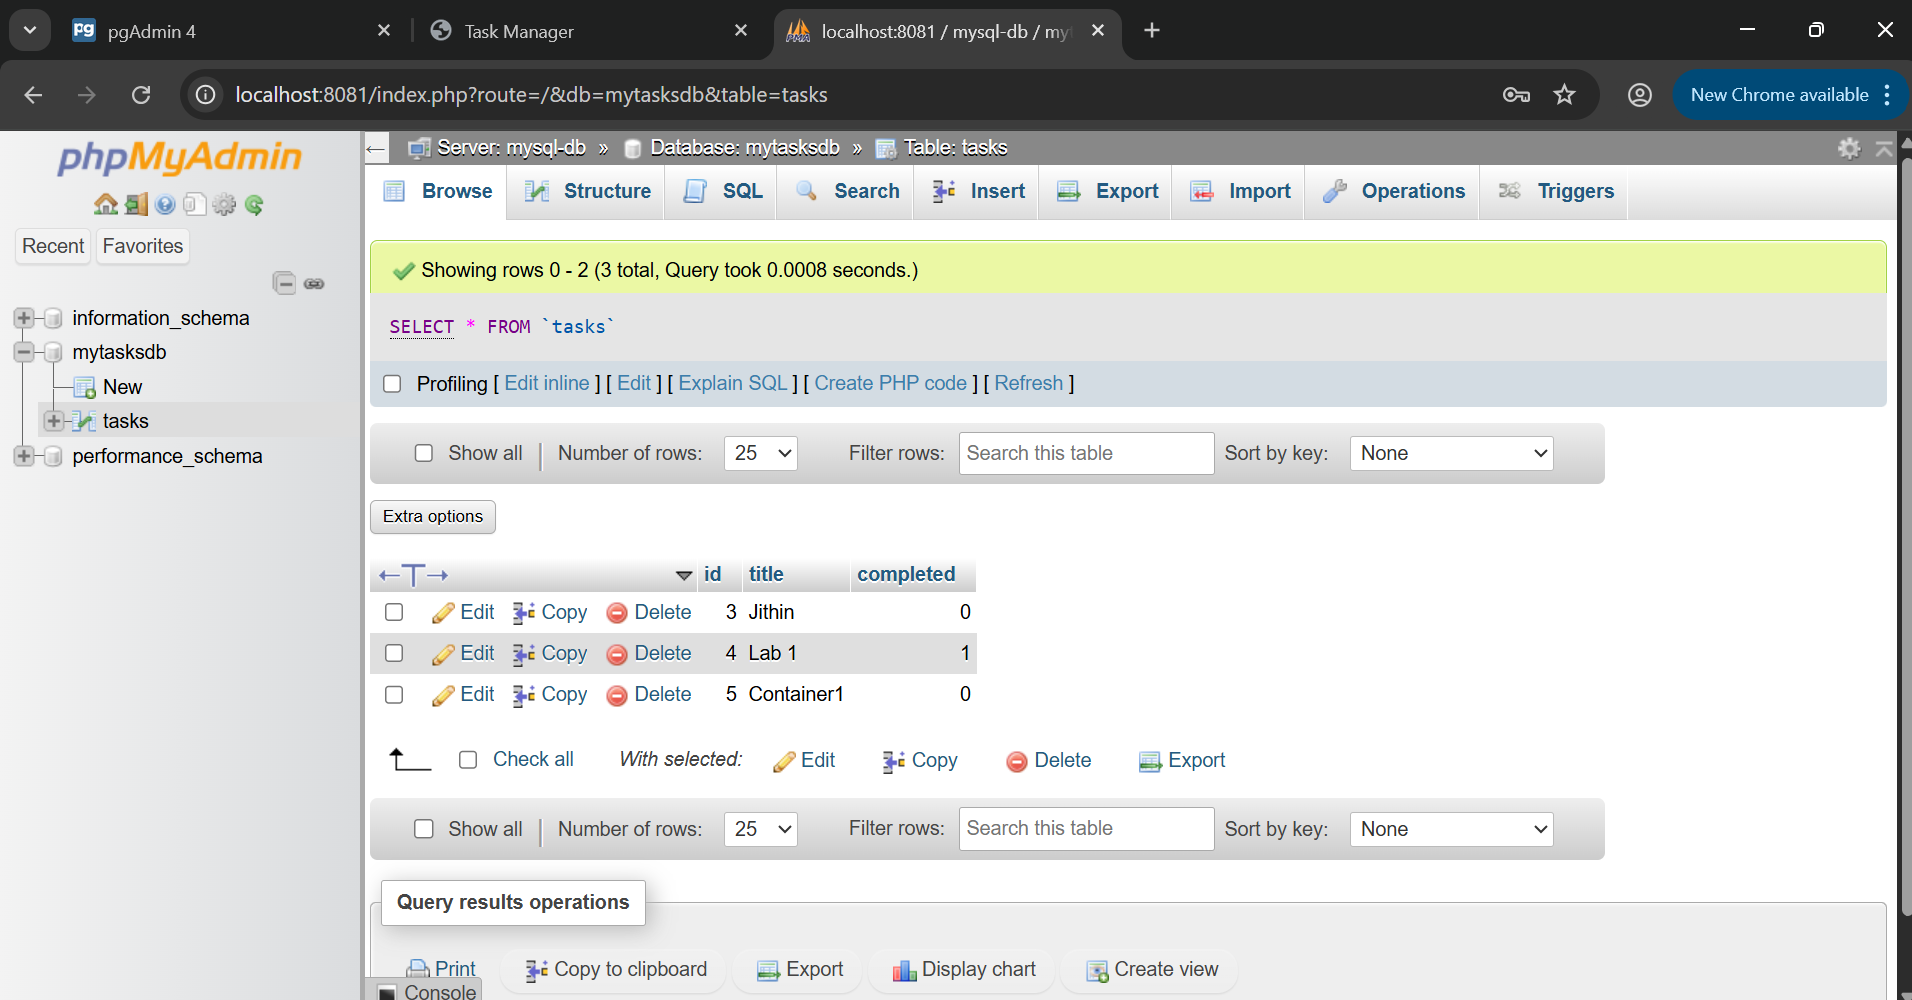 pgAdmin 4
Task Manager
localhost:8081 / mysql-db / my
localhost:8081/index.php?route=/&db=mytasksdb&table=tasks
New Chrome available
phpMyAdmin
Recent
Favorites
information_schema
mytasksdb
New
tasks
performance_schema
Server: mysql-db » Database: mytasksdb » Table: tasks
Browse Structure SQL Search Insert Export Import Operations Triggers
Showing rows 0 - 2 (3 total, Query took 0.0008 seconds.)
SELECT * FROM `tasks`
Profiling [ Edit inline ] [ Edit ] [ Explain SQL ] [ Create PHP code ] [ Refresh ]
Show all | Number of rows: 25 Filter rows: Search this table Sort by key: None
Extra options
←T→ id title completed
Edit Copy Delete 3 Jithin 0
Edit Copy Delete 4 Lab 1 1
Edit Copy Delete 5 Container1 0
Check all With selected: Edit Copy Delete Export
Show all | Number of rows: 25 Filter rows: Search this table Sort by key: None
Query results operations
Print Copy to clipboard Export Display chart Create view
Console